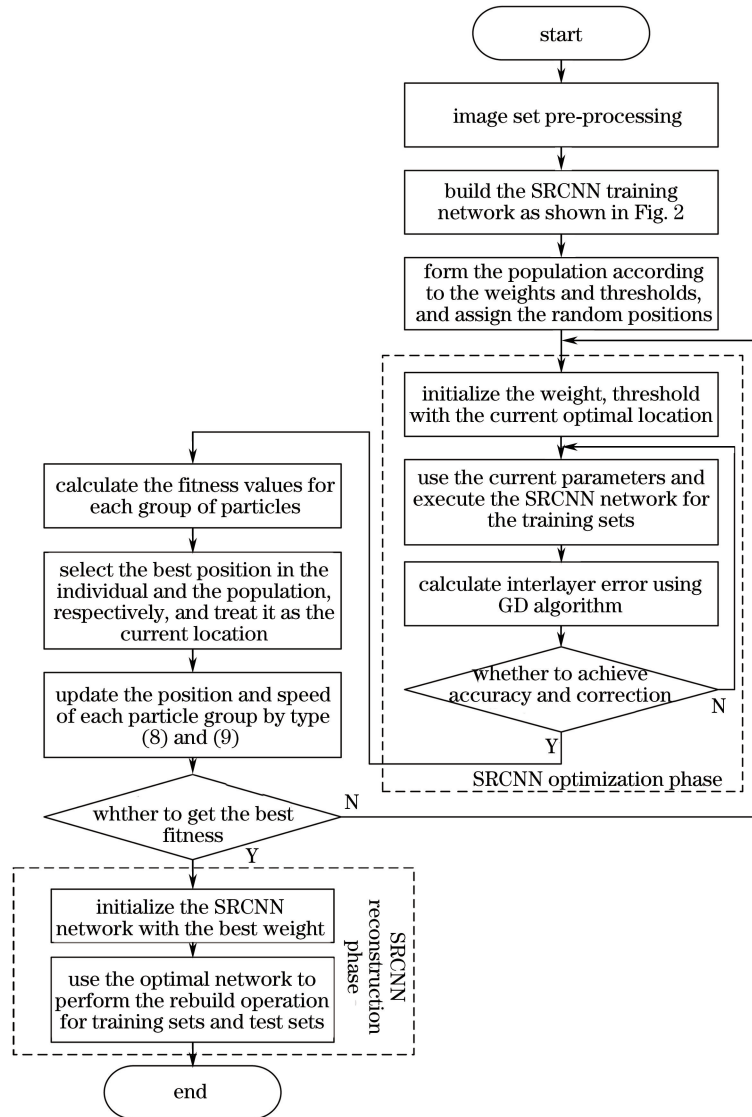 start
image set pre-processing
build the SRCNN training
network as shown in Fig. 2
form the population according
to the weights and thresholds,
and assign the random positions
initialize the weight, threshold
with the current optimal location
use the current parameters and
execute the SRCNN network for
the training sets
calculate interlayer error using
GD algorithm
whether to achieve
accuracy and correction
N
Y
SRCNN optimization phase
calculate the fitness values for
each group of particles
select the best position in the
individual and the population,
respectively, and treat it as the
current location
update the position and speed
of each particle group by type
(8) and (9)
whther to get the best
fitness
N
Y
initialize the SRCNN
network with the best weight
use the optimal network to
perform the rebuild operation
for training sets and test sets
SRCNN
reconstruction
phase
end